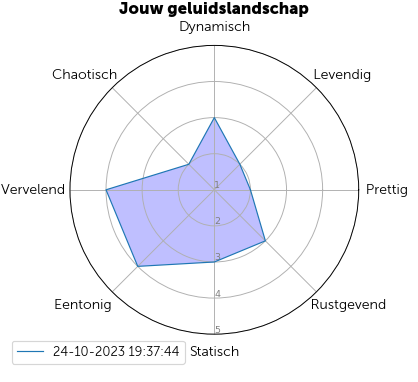 Jouw geluidslandschap
Dynamisch
Chaotisch
Levendig
Vervelend
1
Prettig
2
3
4
Eentonig
Rustgevend
5
24-10-2023 19:37:44
Statisch